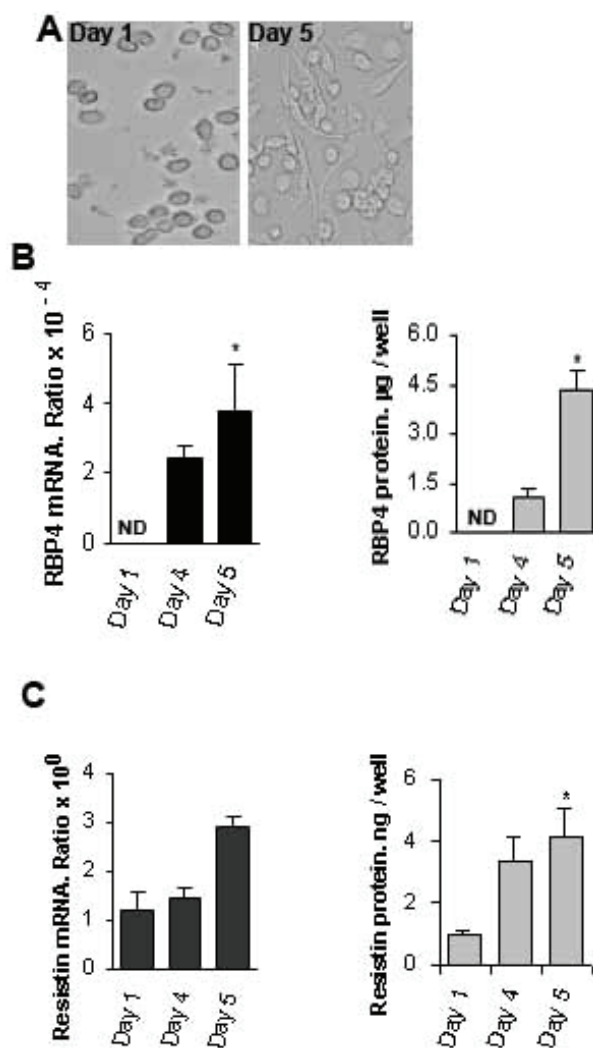 A
Day 1
Day 5
B
RBP4 mRNA. Ratio x 10 - 4
6
4
2
0
ND
*
Day 1
Day 4
Day 5
RBP4 protein. µg / well
6.0
4.5
3.0
1.5
0.0
ND
*
Day 1
Day 4
Day 5
C
Resistin mRNA. Ratio x 10⁰
4
3
2
1
0
Day 1
Day 4
Day 5
Resistin protein. ng / well
6
4
2
0
*
Day 1
Day 4
Day 5